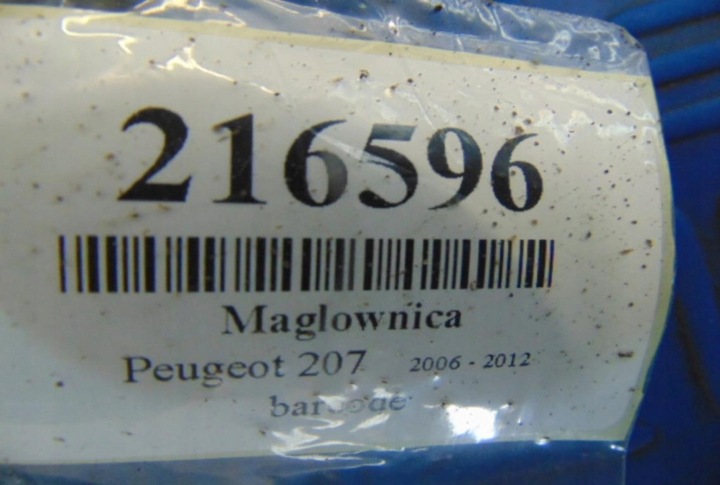 216596
Maglownica
Peugeot 207 2006 - 2012
barcode